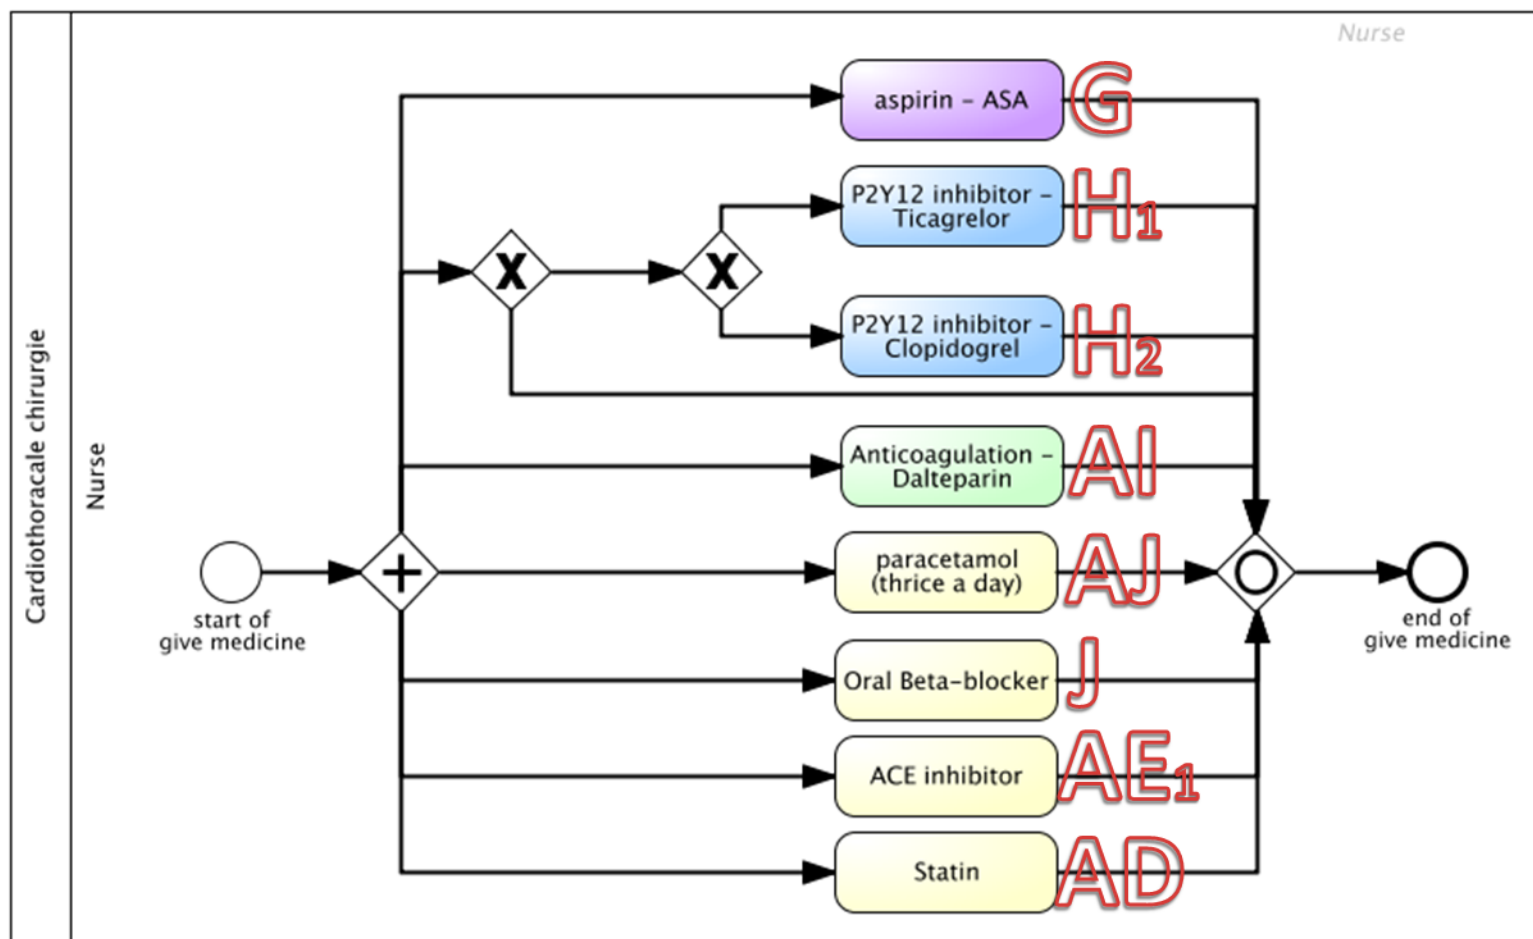 Nurse
aspirin – ASA
G
P2Y12 inhibitor –
Ticagrelor
H1
X
X
P2Y12 inhibitor –
Clopidogrel
H2
Cardiothoracale chirurgie
Nurse
Anticoagulation –
Dalteparin
AI
start of
give medicine
+
paracetamol
(thrice a day)
AJ
end of
give medicine
Oral Beta-blocker
J
ACE inhibitor
AE1
Statin
AD